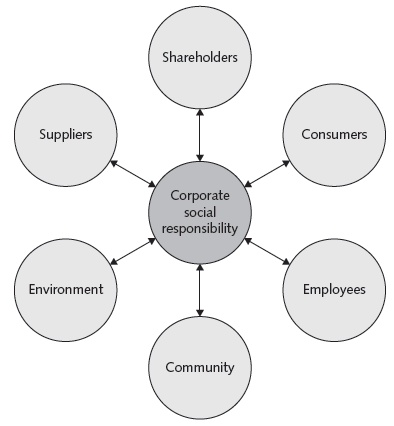 Shareholders
Suppliers
Consumers
Corporate
social
responsibility
Environment
Employees
Community